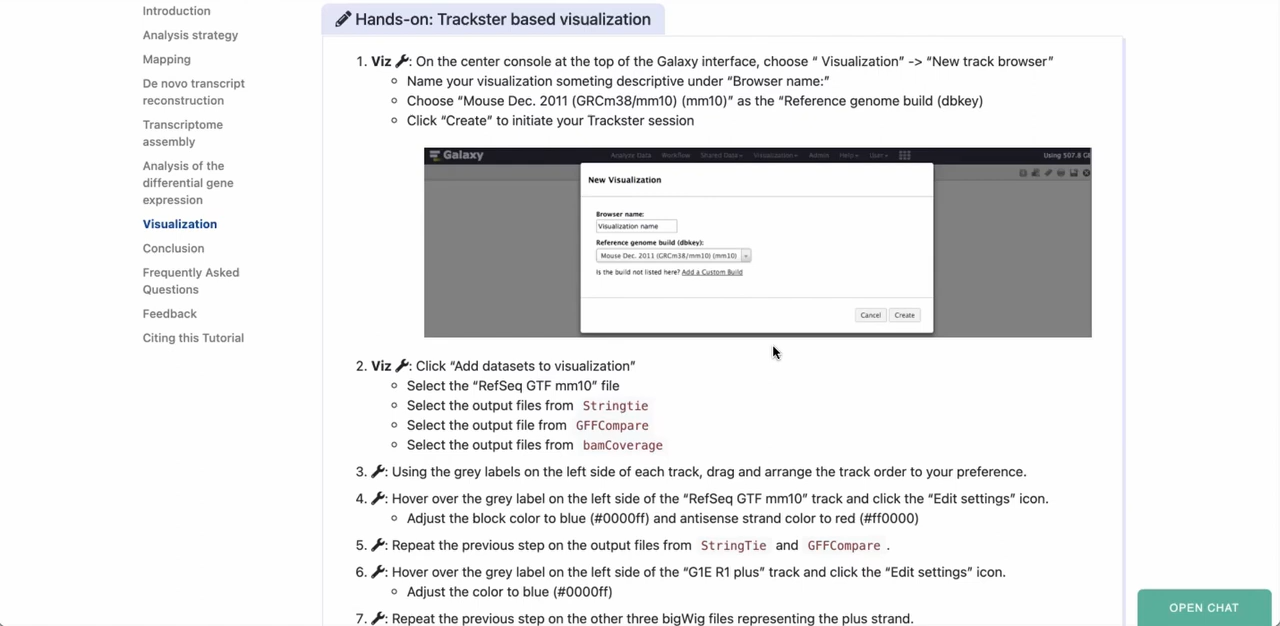 Introduction
Analysis strategy
Mapping
De novo transcript
reconstruction
Transcriptome
assembly
Analysis of the
differential gene
expression
Visualization
Conclusion
Frequently Asked
Questions
Feedback
Citing this Tutorial
Hands-on: Trackster based visualization
1. Viz : On the center console at the top of the Galaxy interface, choose “ Visualization” -> “New track browser”
Name your visualization someting descriptive under “Browser name:”
Choose “Mouse Dec. 2011 (GRCm38/mm10) (mm10)” as the “Reference genome build (dbkey)
Click “Create” to initiate your Trackster session
Galaxy Analyze Data Workflow Shared Data Visualization Admin Help User Using 507.6 GB
New Visualization
Browser name:
Visualization name
Reference genome build (dbkey):
Mouse Dec. 2011 (GRCm38/mm10) (mm10)
Is the build not listed here? Add a Custom Build
Cancel Create
2. Viz : Click “Add datasets to visualization”
Select the “RefSeq GTF mm10” file
Select the output files from Stringtie
Select the output file from GFFCompare
Select the output files from bamCoverage
3. : Using the grey labels on the left side of each track, drag and arrange the track order to your preference.
4. : Hover over the grey label on the left side of the “RefSeq GTF mm10” track and click the “Edit settings” icon.
Adjust the block color to blue (#0000ff) and antisense strand color to red (#ff0000)
5. : Repeat the previous step on the output files from StringTie and GFFCompare .
6. : Hover over the grey label on the left side of the “G1E R1 plus” track and click the “Edit settings” icon.
Adjust the color to blue (#0000ff)
7. : Repeat the previous step on the other three bigWig files representing the plus strand.
OPEN CHAT